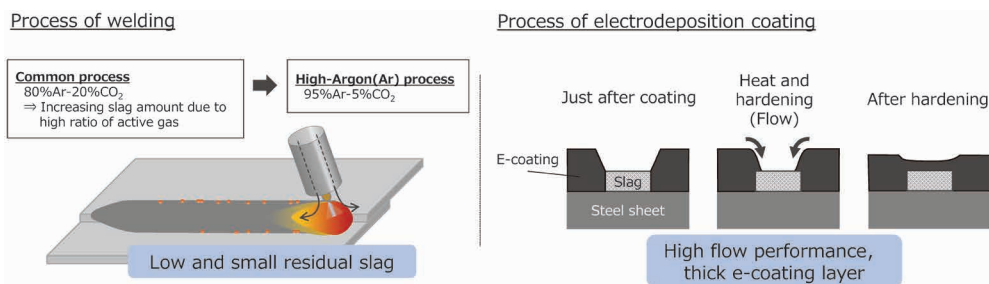 Process of welding
Common process
80%Ar-20%CO₂
⇒ Increasing slag amount due to
high ratio of active gas
High-Argon(Ar) process
95%Ar-5%CO₂
Low and small residual slag
Process of electrodeposition coating
Just after coating
Heat and
hardening
(Flow)
After hardening
E-coating
Slag
Steel sheet
High flow performance,
thick e-coating layer